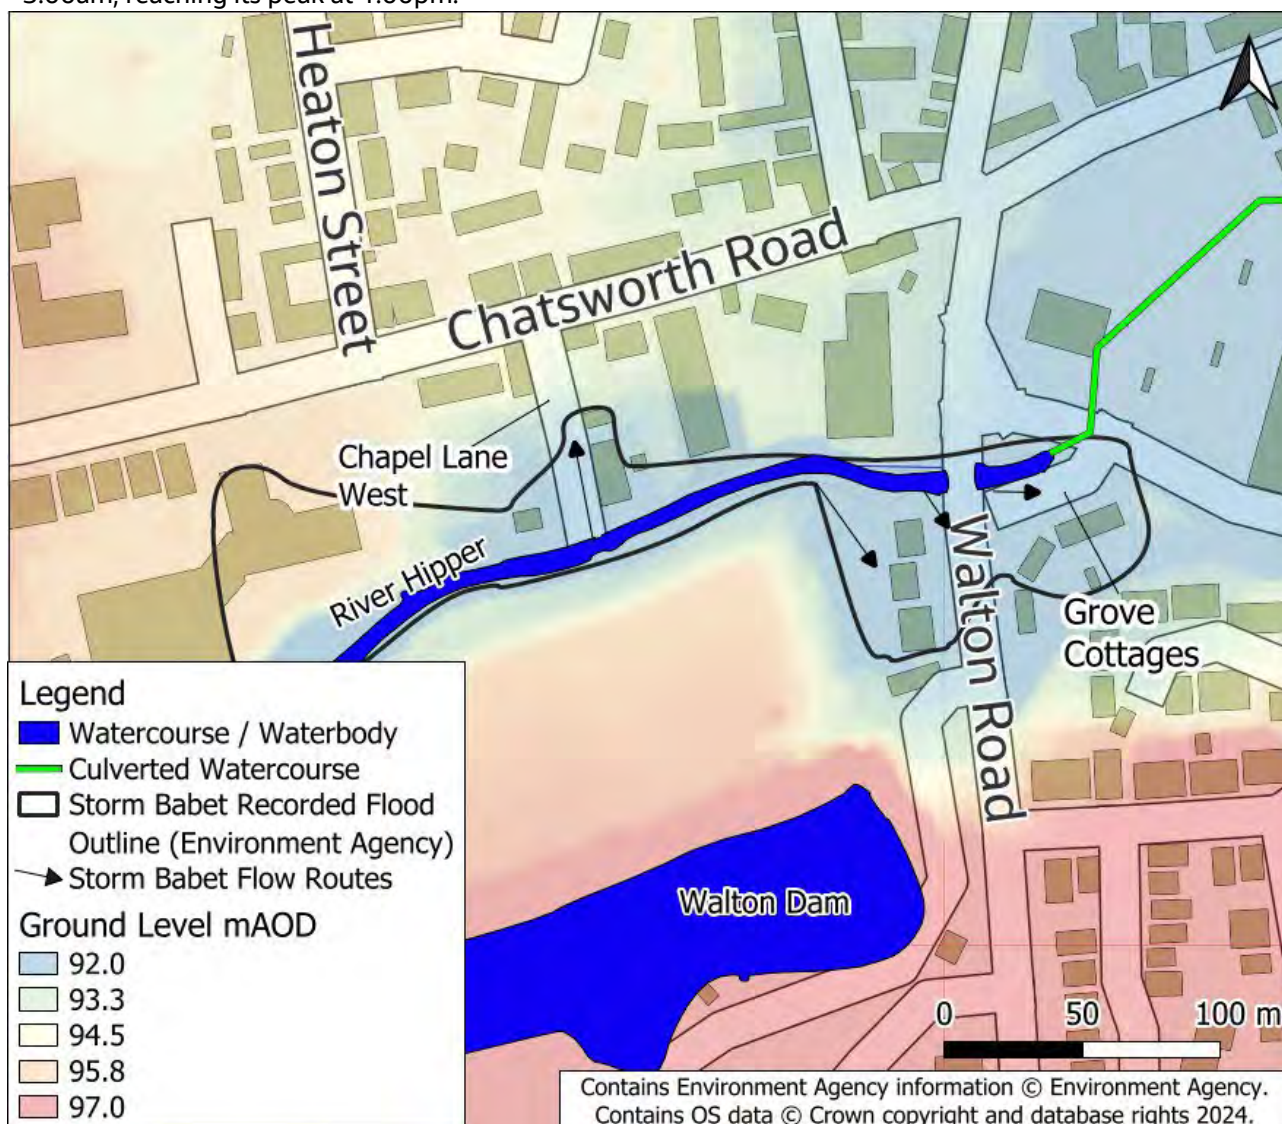 Heaton Street
Chatsworth Road
Chapel Lane
West
River Hipper
Walton Road
Grove
Cottages
Walton Dam
Legend
Watercourse / Waterbody
Culverted Watercourse
Storm Babet Recorded Flood
Outline (Environment Agency)
Storm Babet Flow Routes
Ground Level mAOD
92.0
93.3
94.5
95.8
97.0
0 50 100 m
Contains Environment Agency information © Environment Agency.
Contains OS data © Crown copyright and database rights 2024.